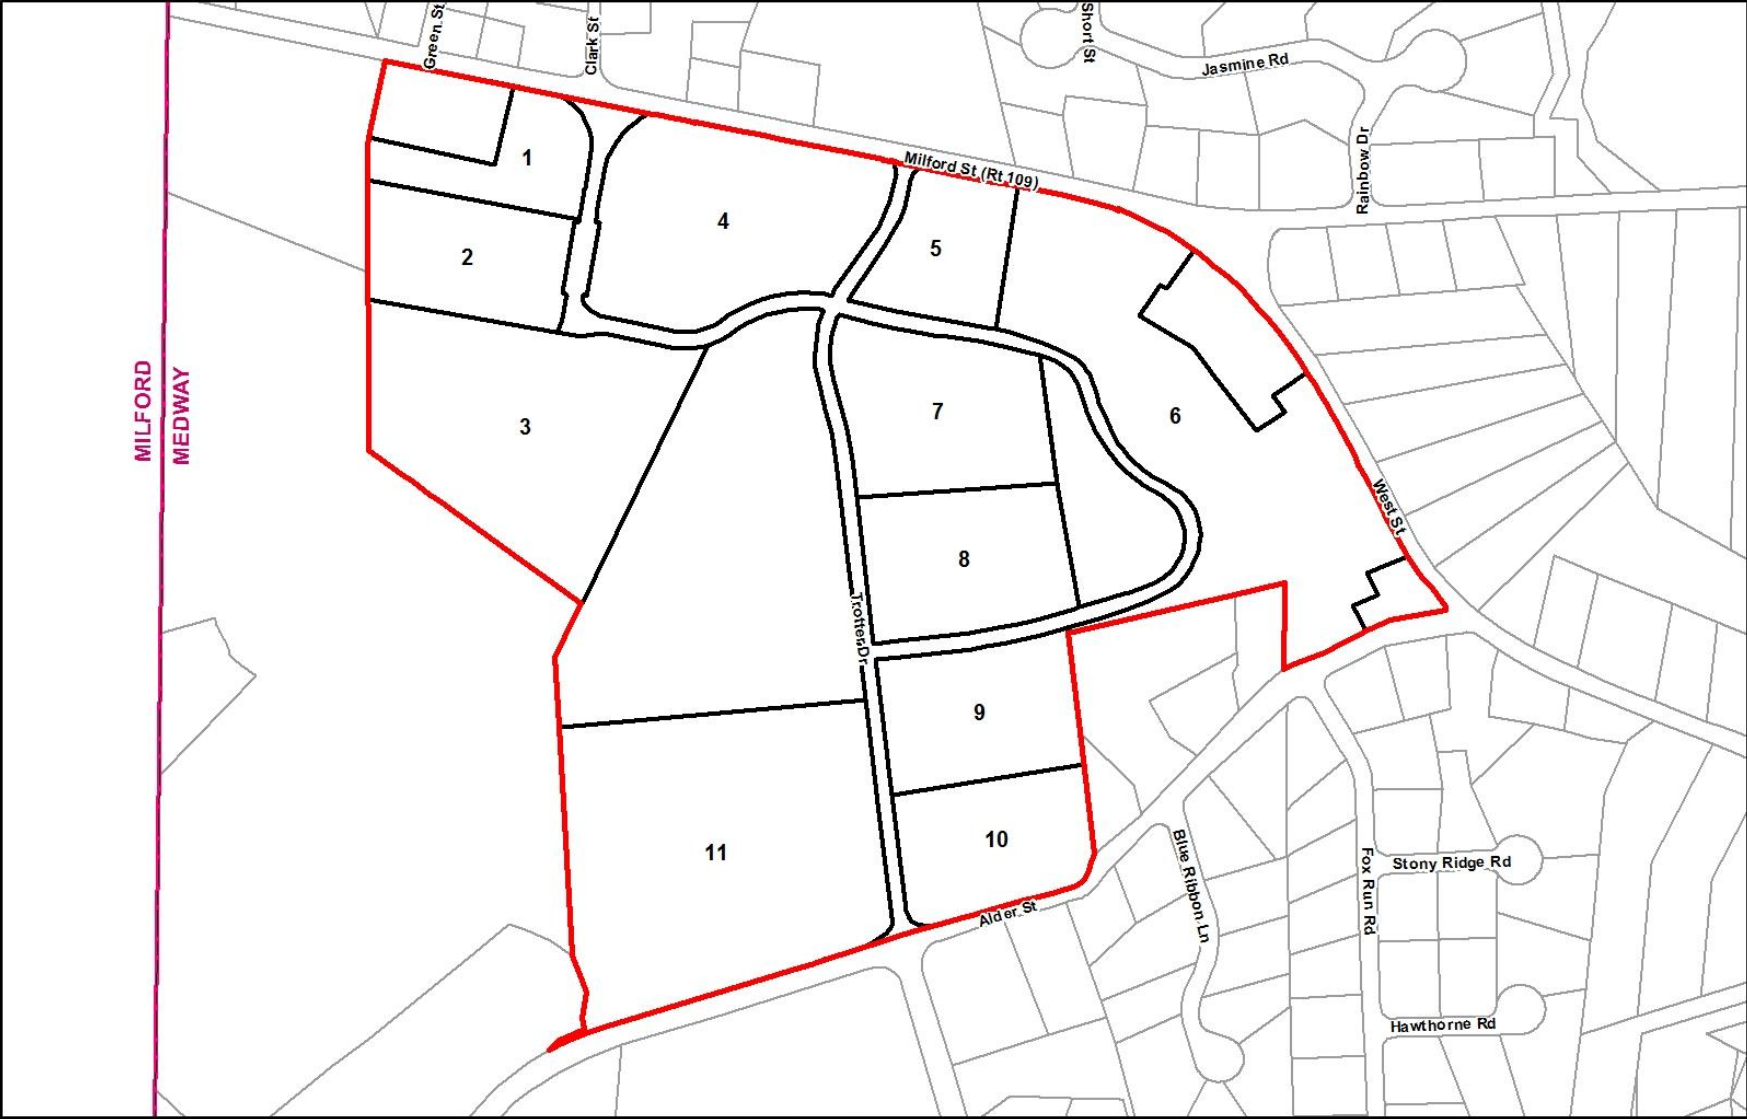 Green St
Clark St
Short St
Jasmine Rd
Rainbow Dr
Milford St (Rt 109)
1
4
5
2
MILFORD
MEDWAY
3
7
6
West St
8
Trotter Dr
9
10
11
Alder St
Blue Ribbon Ln
Fox Run Rd
Stony Ridge Rd
Hawthorne Rd